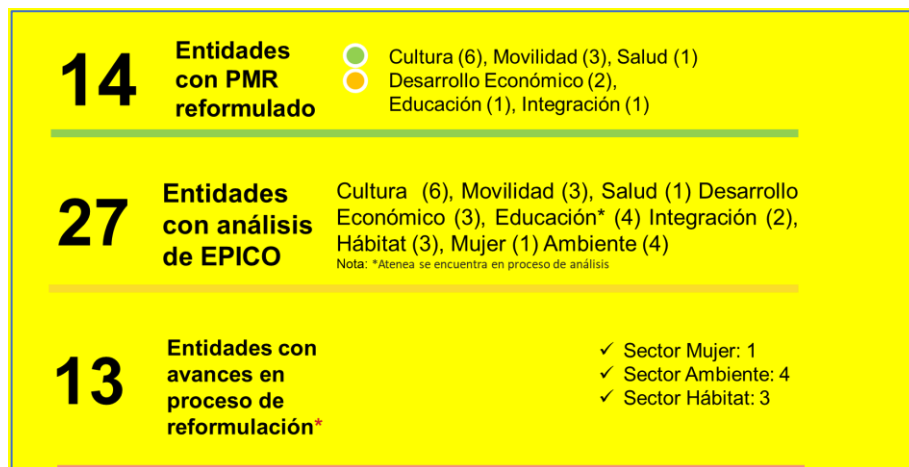 14
Entidades
con PMR
reformulado
Cultura (6), Movilidad (3), Salud (1)
Desarrollo Económico (2),
Educación (1), Integración (1)
27
Entidades
con análisis
de EPICO
Cultura (6), Movilidad (3), Salud (1) Desarrollo
Económico (3), Educación* (4) Integración (2),
Hábitat (3), Mujer (1) Ambiente (4)
Nota: *Atenea se encuentra en proceso de análisis
13
Entidades con
avances en
proceso de
reformulación*
✓ Sector Mujer: 1
✓ Sector Ambiente: 4
✓ Sector Hábitat: 3